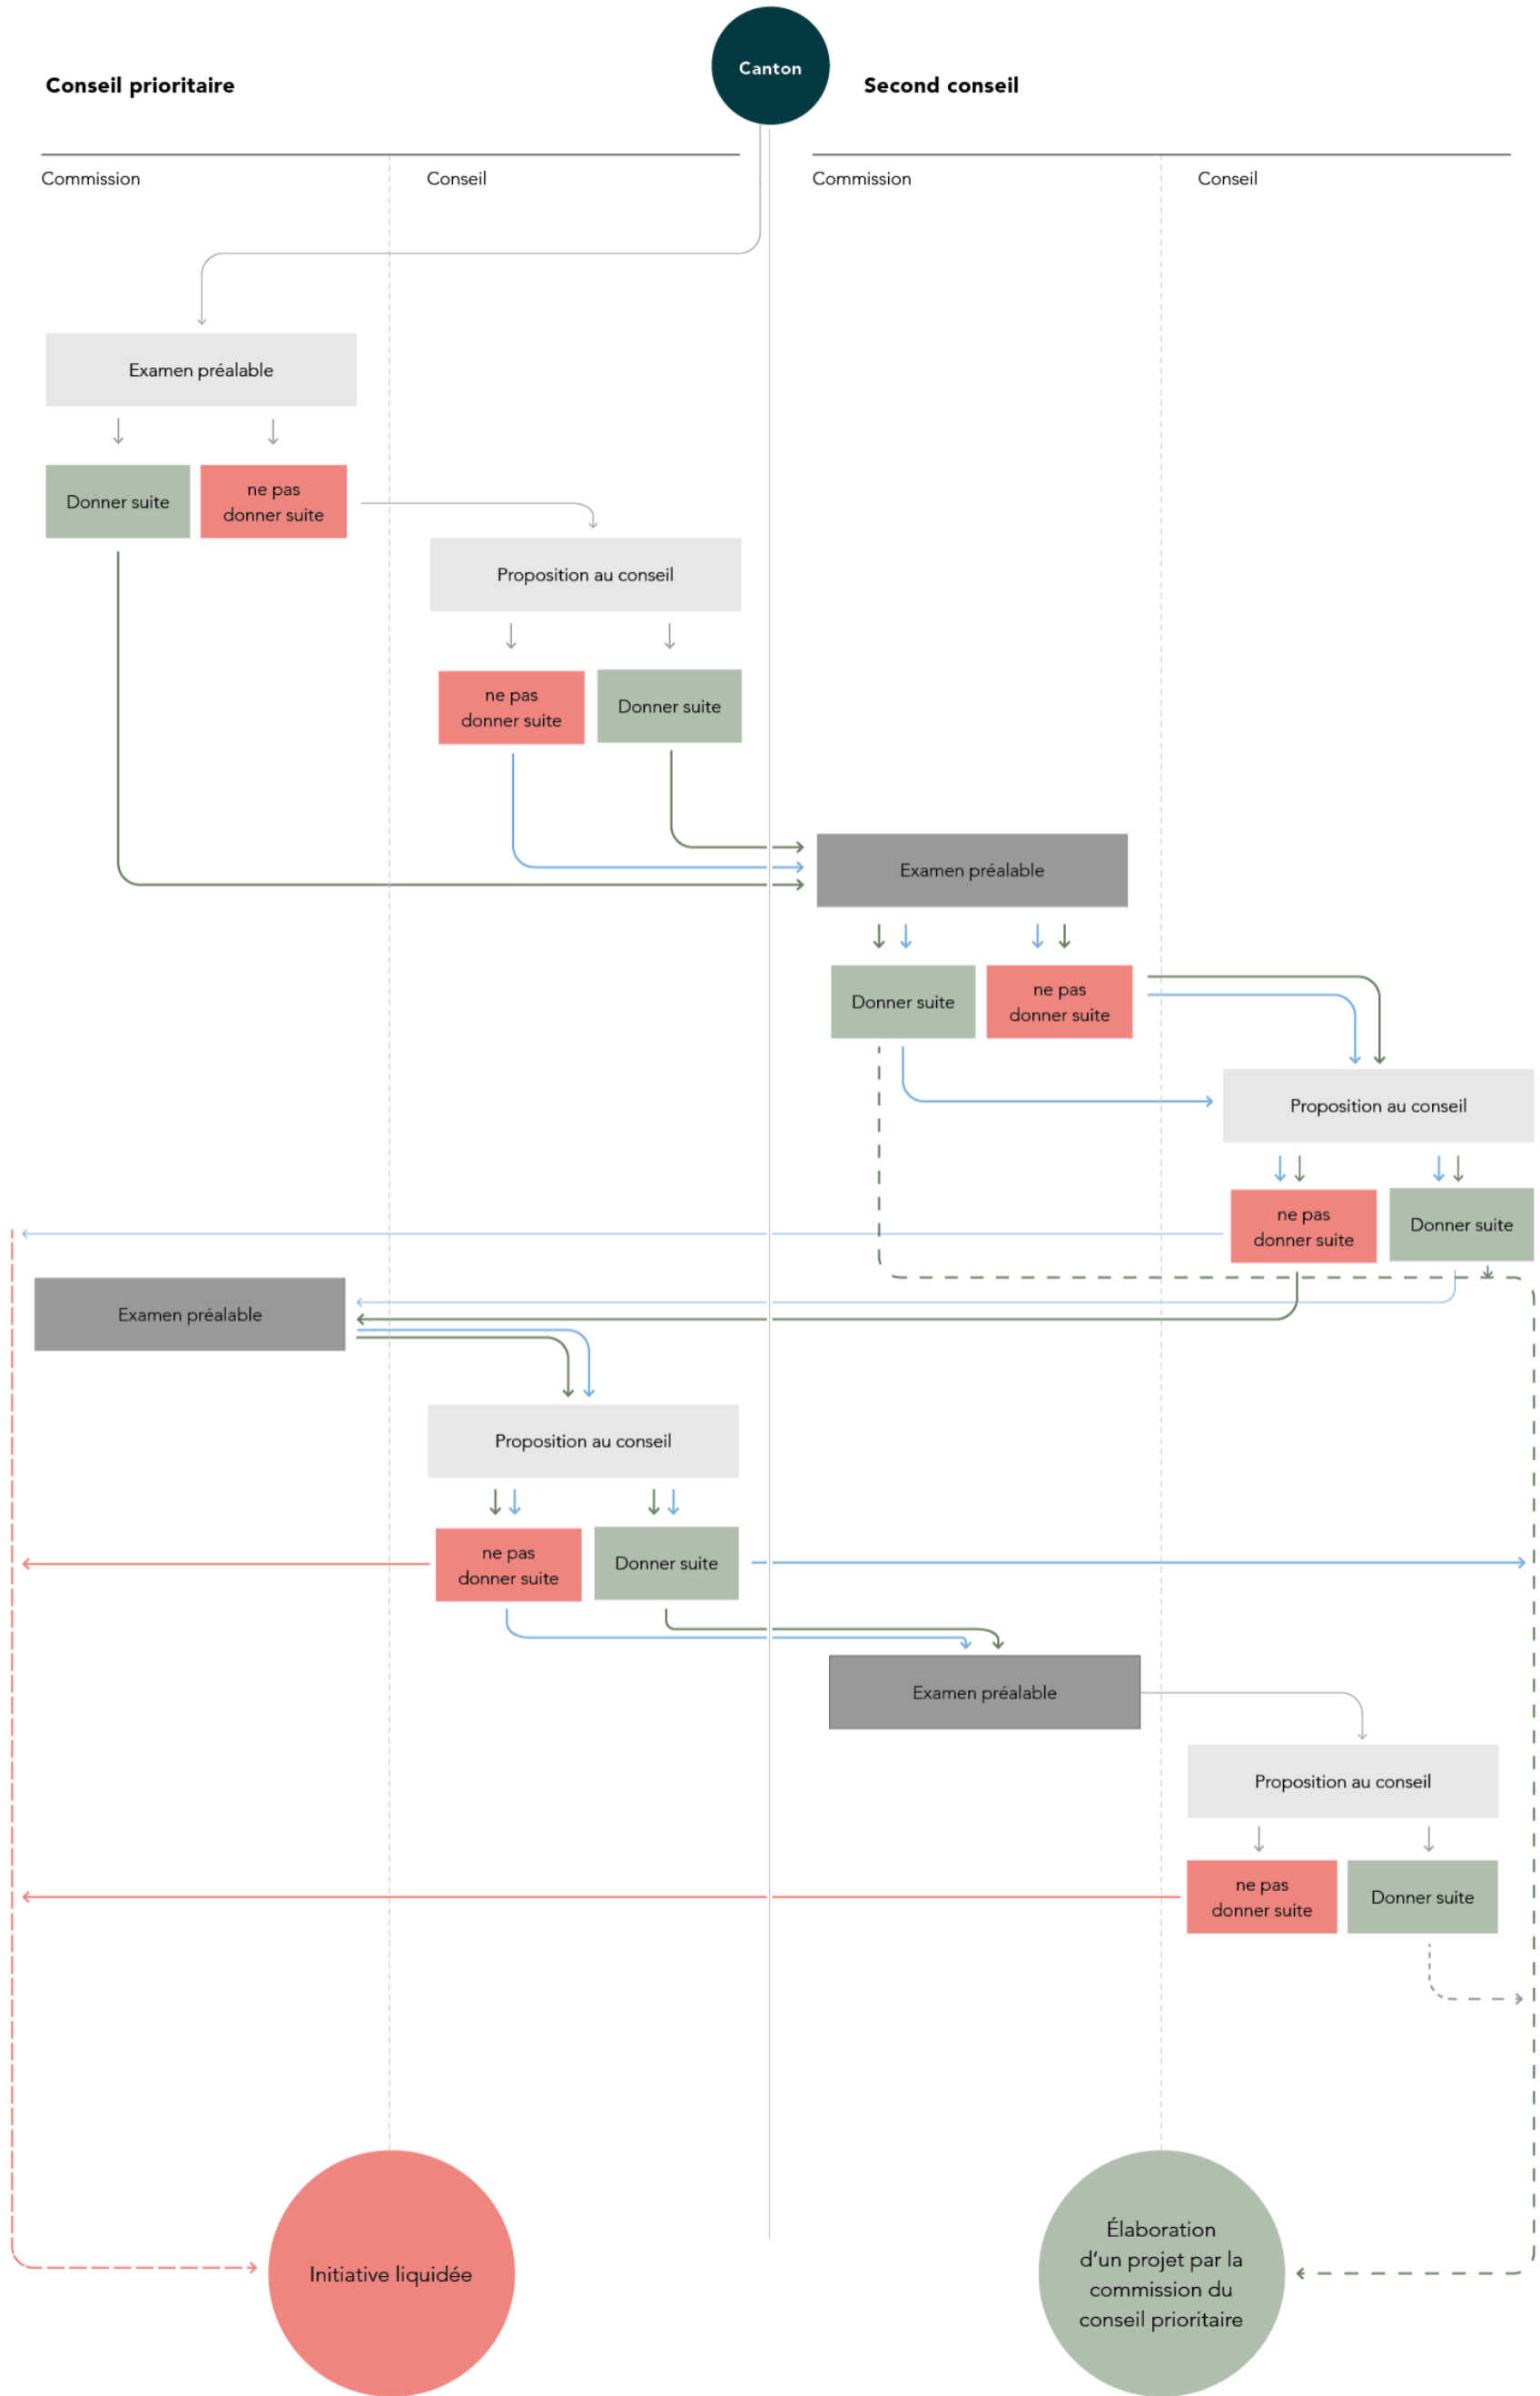 Canton
Conseil prioritaire
Second conseil
Commission
Conseil
Commission
Conseil
Examen préalable
Donner suite
ne pas
donner suite
Proposition au conseil
ne pas
donner suite
Donner suite
Examen préalable
Donner suite
ne pas
donner suite
Proposition au conseil
ne pas
donner suite
Donner suite
Examen préalable
Proposition au conseil
ne pas
donner suite
Donner suite
Examen préalable
Proposition au conseil
ne pas
donner suite
Donner suite
Initiative liquidée
Élaboration
d’un projet par la
commission du
conseil prioritaire